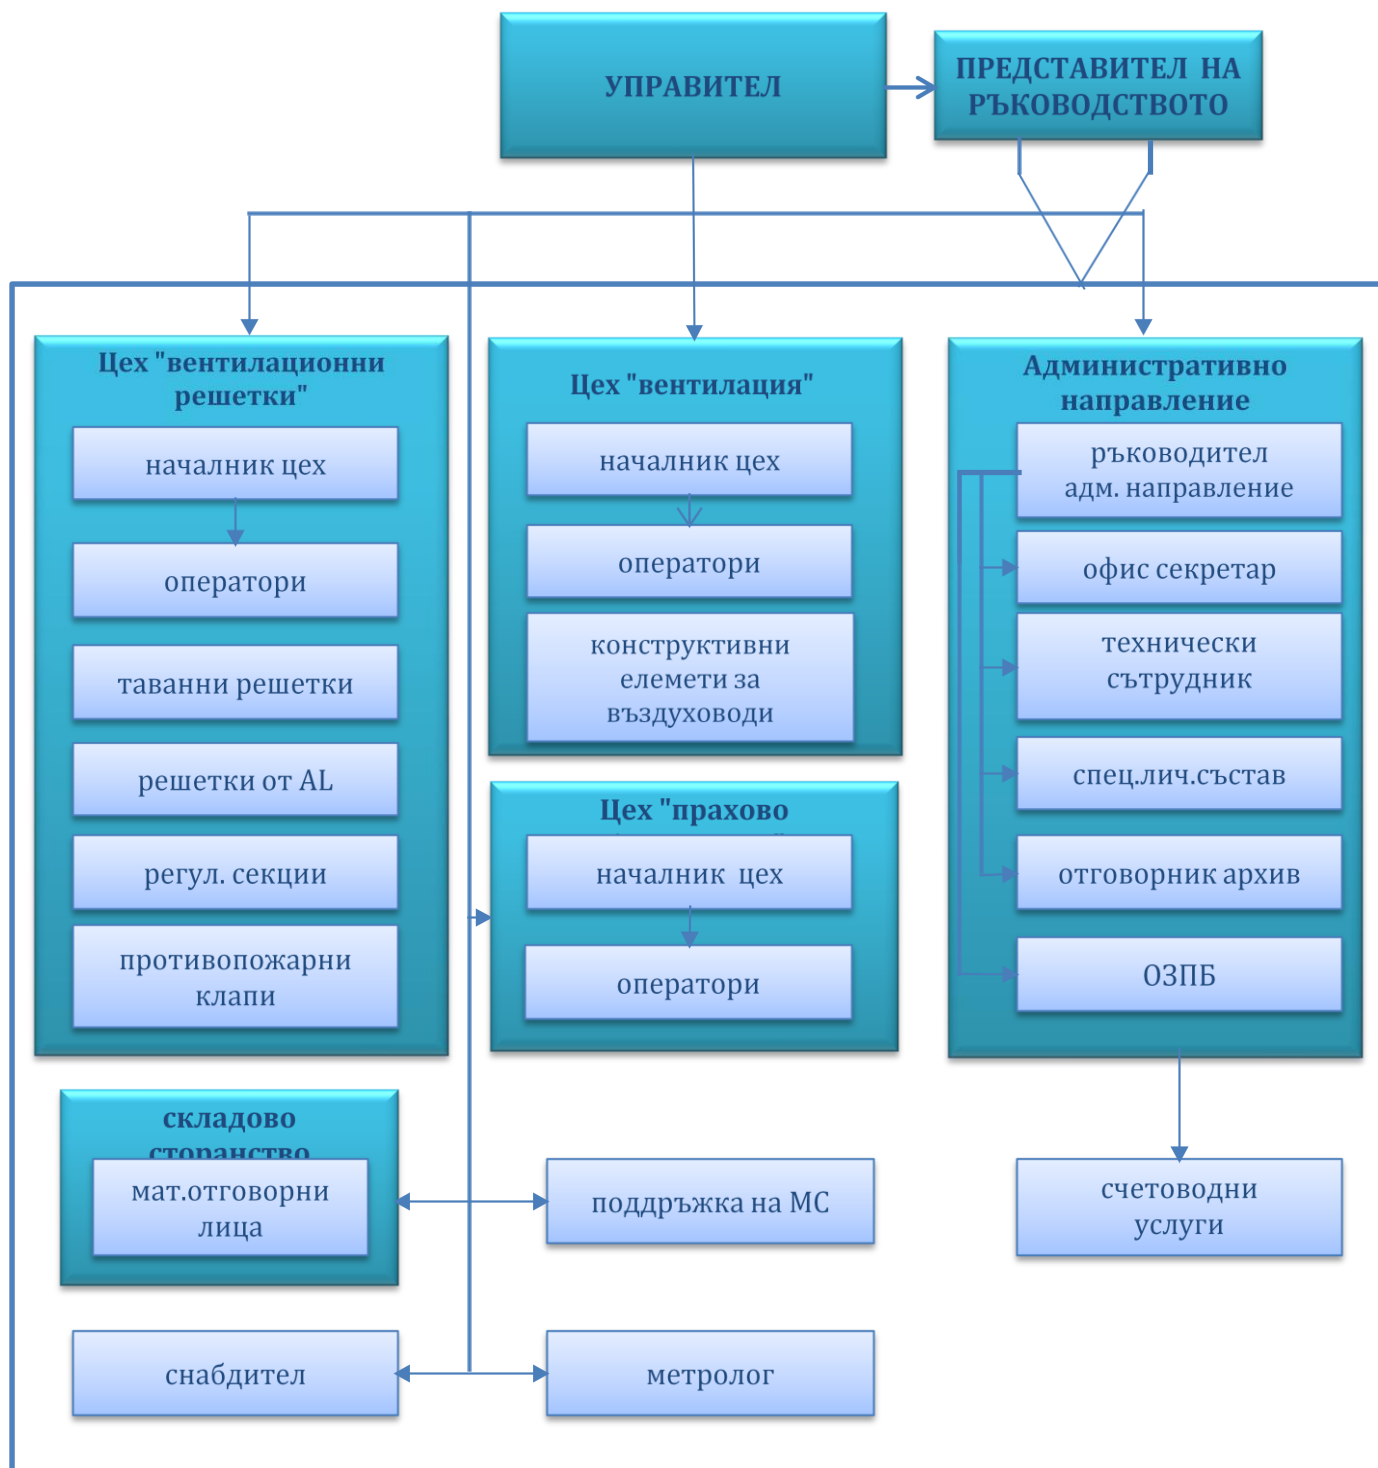 УПРАВИТЕЛ
ПРЕДСТАВИТЕЛ НА
РЪКОВОДСТВОТО
Цех "вентилационни
решетки"
началник цех
оператори
таванни решетки
решетки от AL
регул. секции
противопожарни
клапи
Цех "вентилация"
началник цех
оператори
конструктивни
елемети за
въздуховоди
Цех "прахово
началник цех
оператори
Административно
направление
ръководител
адм. направление
офис секретар
технически
сътрудник
спец.лич.състав
отговорник архив
ОЗПБ
складово
сторанство
мат.отговорни
лица
поддръжка на МС
счетоводни
услуги
снабдител
метролог